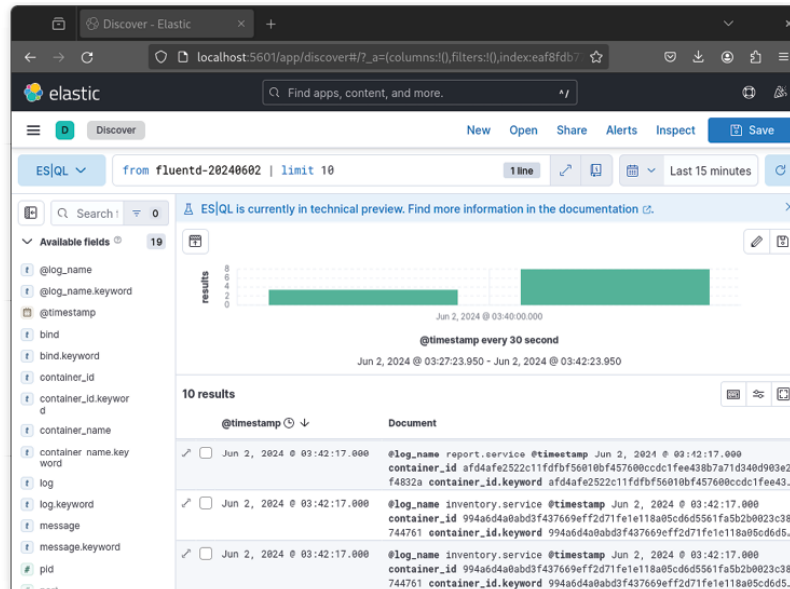 Discover - Elastic
localhost:5601/app/discover#/?_a=(columns:!(),filters:!(),index:eaf8fdb7
elastic
Find apps, content, and more.
^/
D
Discover
New
Open
Share
Alerts
Inspect
Save
ES|QL
from fluentd-20240602 | limit 10
1 line
Last 15 minutes
Search
0
ES|QL is currently in technical preview. Find more information in the documentation
Available fields
19
t @log_name
t @log_name.keyword
@timestamp
t bind
t bind.keyword
t container_id
t container_id.keywor
d
t container_name
t container_name.key
word
t log
t log.keyword
t message
t message.keyword
# pid
results
8
6
4
2
0
Jun 2, 2024 @ 03:40:00.000
@timestamp every 30 second
Jun 2, 2024 @ 03:27:23.950 - Jun 2, 2024 @ 03:42:23.950
10 results
@timestamp
Document
Jun 2, 2024 @ 03:42:17.000
@log_name report.service @timestamp Jun 2, 2024 @ 03:42:17.000
container_id afd4afe2522c11fdfbf56010bf457600ccdc1fee438b7a71d340d903e2
f4832a container_id.keyword afd4afe2522c11fdfbf56010bf457600ccdc1fee43…
Jun 2, 2024 @ 03:42:17.000
@log_name inventory.service @timestamp Jun 2, 2024 @ 03:42:17.000
container_id 994a6d4a0abd3f437669eff2d71fe1e118a05cd6d5561fa5b2b0023c38
744761 container_id.keyword 994a6d4a0abd3f437669eff2d71fe1e118a05cd6d5…
Jun 2, 2024 @ 03:42:17.000
@log_name inventory.service @timestamp Jun 2, 2024 @ 03:42:17.000
container_id 994a6d4a0abd3f437669eff2d71fe1e118a05cd6d5561fa5b2b0023c38
744761 container_id.keyword 994a6d4a0abd3f437669eff2d71fe1e118a05cd6d5…